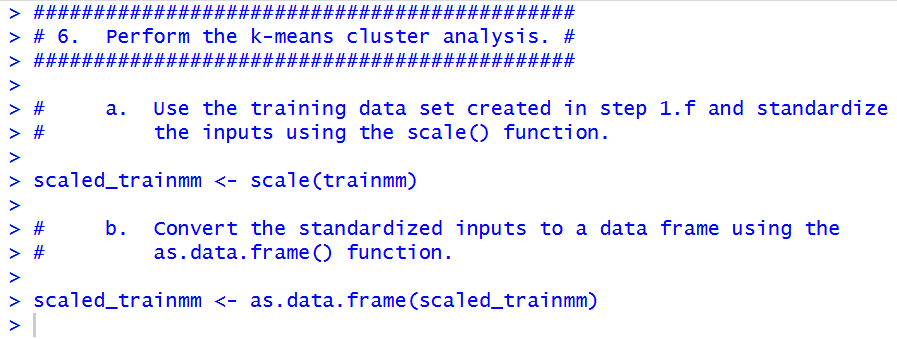 > #############################################
> # 6.  Perform the k-means cluster analysis. #
> #############################################
>
> #     a.  Use the training data set created in step 1.f and standardize
> #         the inputs using the scale() function.
>
> scaled_trainmm <- scale(trainmm)
>
> #     b.  Convert the standardized inputs to a data frame using the
> #         as.data.frame() function.
>
> scaled_trainmm <- as.data.frame(scaled_trainmm)
>